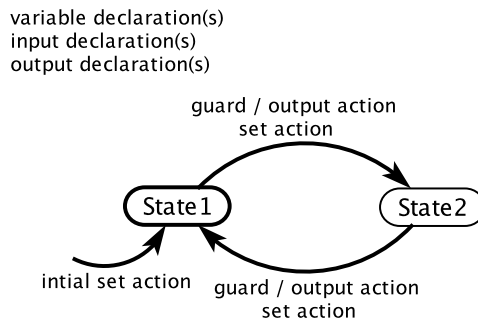 variable declaration(s)
input declaration(s)
output declaration(s)
guard / output action
set action
State1
State2
intial set action
guard / output action
set action